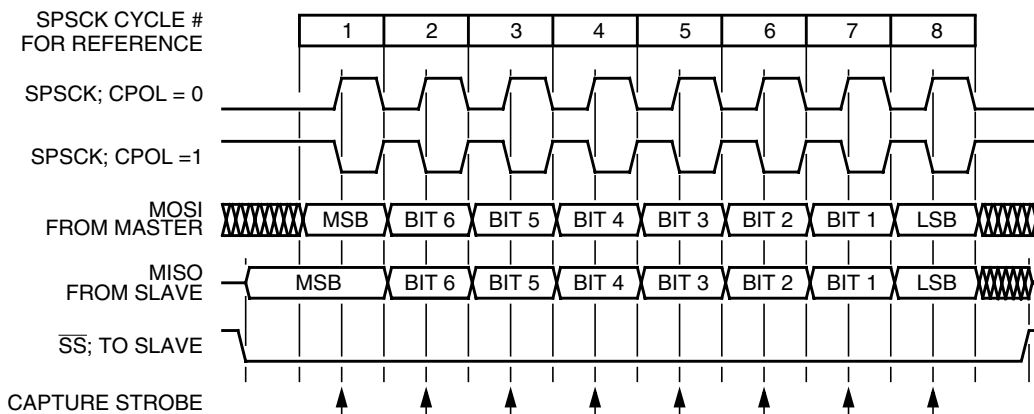 SPSCK CYCLE #
FOR REFERENCE
1 2 3 4 5 6 7 8
SPSCK; CPOL = 0
SPSCK; CPOL =1
MOSI
FROM MASTER
MSB BIT 6 BIT 5 BIT 4 BIT 3 BIT 2 BIT 1 LSB
MISO
FROM SLAVE
MSB BIT 6 BIT 5 BIT 4 BIT 3 BIT 2 BIT 1 LSB
SS; TO SLAVE
CAPTURE STROBE